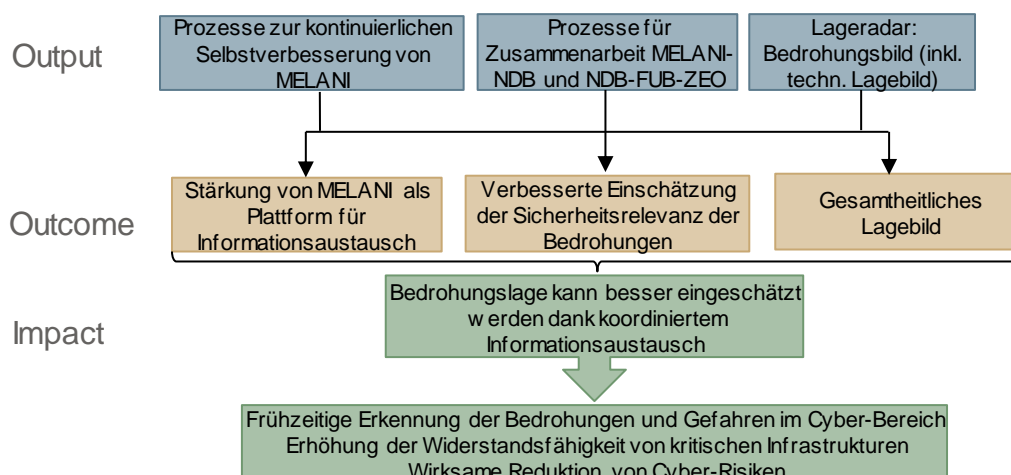 Output
Prozesse zur kontinuierlichen
Selbstverbesserung von
MELANI
Prozesse für
Zusammenarbeit MELANI-
NDB und NDB-FUB-ZEO
Lageradar:
Bedrohungsbild (inkl.
techn. Lagebild)
Outcome
Stärkung von MELANI als
Plattform für
Informationsaustausch
Verbesserte Einschätzung
der Sicherheitsrelevanz der
Bedrohungen
Gesamtheitliches
Lagebild
Impact
Bedrohungslage kann besser eingeschätzt
werden dank koordiniertem
Informationsaustausch
Frühzeitige Erkennung der Bedrohungen und Gefahren im Cyber-Bereich
Erhöhung der Widerstandsfähigkeit von kritischen Infrastrukturen
Wirksame Reduktion von Cyber-Risiken